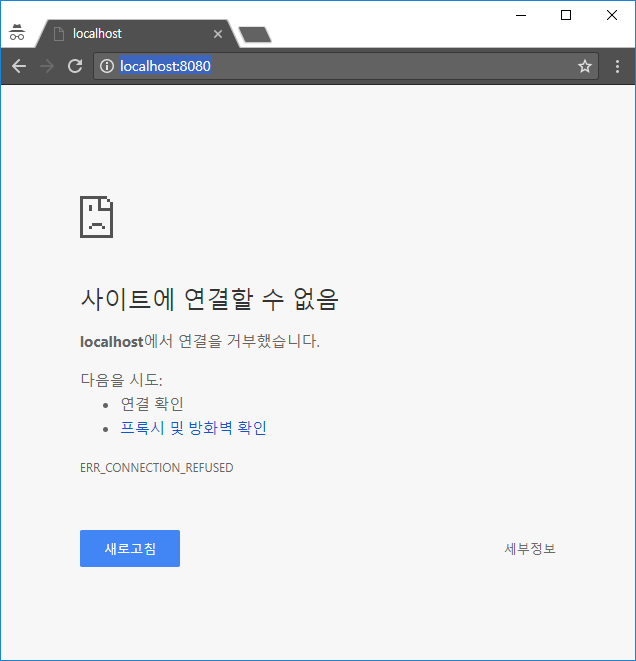 localhost
localhost:8080
사이트에 연결할 수 없음
localhost에서 연결을 거부했습니다.
다음을 시도:
연결 확인
프록시 및 방화벽 확인
ERR_CONNECTION_REFUSED
새로고침
세부정보